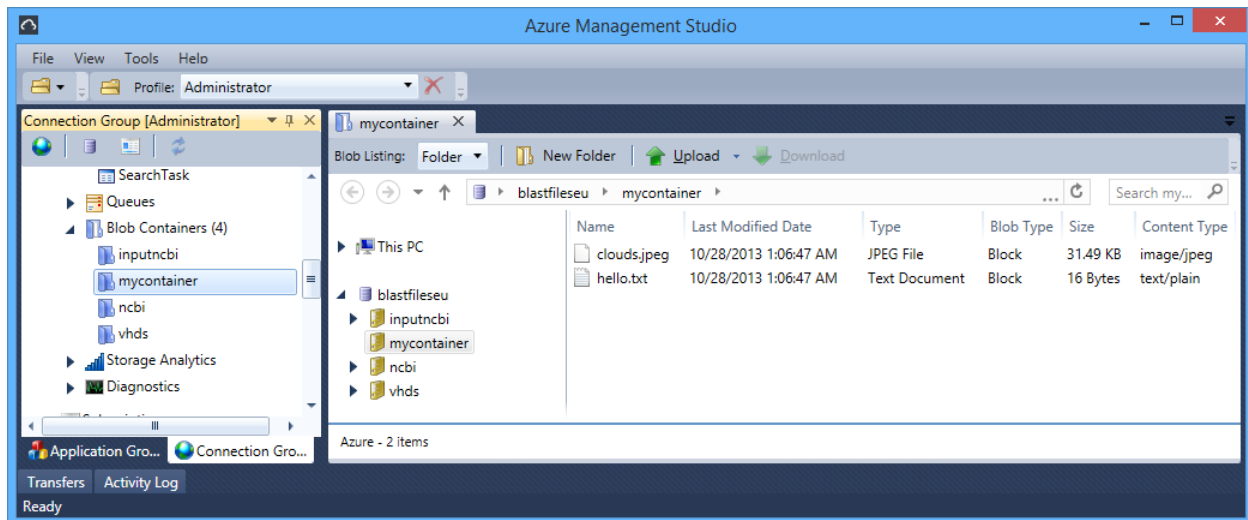 Azure Management Studio
File View Tools Help
Profile: Administrator
Connection Group [Administrator]
mycontainer
Blob Listing: Folder New Folder Upload Download
SearchTask
Queues
Blob Containers (4)
inputncbi
mycontainer
ncbi
vhds
Storage Analytics
Diagnostics
Application Gro... Connection Gro...
blastfileseu mycontainer ... Search my...
This PC
blastfileseu
inputncbi
mycontainer
ncbi
vhds
Name Last Modified Date Type Blob Type Size Content Type
clouds.jpeg 10/28/2013 1:06:47 AM JPEG File Block 31.49 KB image/jpeg
hello.txt 10/28/2013 1:06:47 AM Text Document Block 16 Bytes text/plain
Azure - 2 items
Transfers Activity Log
Ready